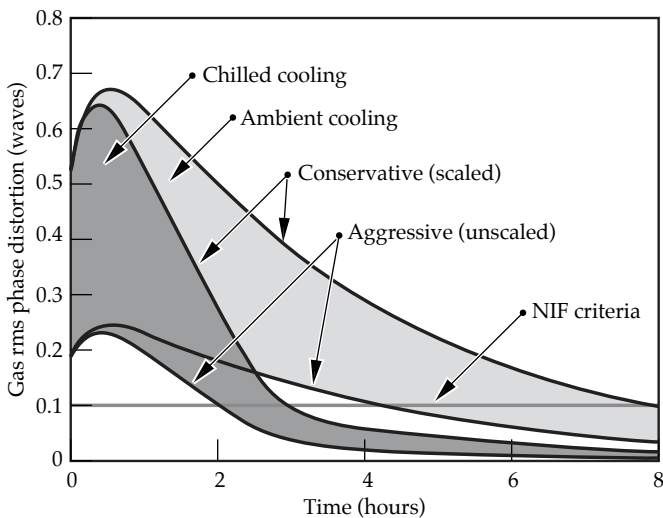 0.8
0.7
0.6
0.5
0.4
0.3
0.2
0.1
0
Gas rms phase distortion (waves)
Chilled cooling
Ambient cooling
Conservative (scaled)
Aggressive (unscaled)
NIF criteria
0 2 4 6 8
Time (hours)